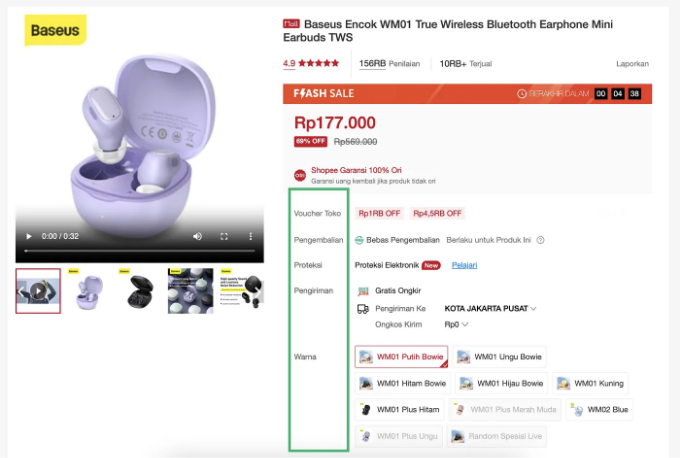 Baseus
0:00 / 0:32
Mall Baseus Encok WM01 True Wireless Bluetooth Earphone Mini
Earbuds TWS
4.9 ★★★★★ 156RB Penilaian 10RB+ Terjual Laporkan
FLASH SALE BERAKHIR DALAM 00 04 38
Rp177.000
69% OFF Rp569.000
ORI Shopee Garansi 100% Ori
Garansi uang kembali jika produk tidak ori
Voucher Toko Rp1RB OFF Rp4,5RB OFF
Pengembalian Bebas Pengembalian Berlaku untuk Produk Ini
Proteksi Proteksi Elektronik New Pelajari
Pengiriman Gratis Ongkir
Pengiriman Ke KOTA JAKARTA PUSAT
Ongkos Kirim Rp0
Warna WM01 Putih Bowie WM01 Ungu Bowie
WM01 Hitam Bowie WM01 Hijau Bowie WM01 Kuning
WM01 Plus Hitam WM01 Plus Merah Muda WM02 Blue
WM01 Plus Ungu Random Spesial Live